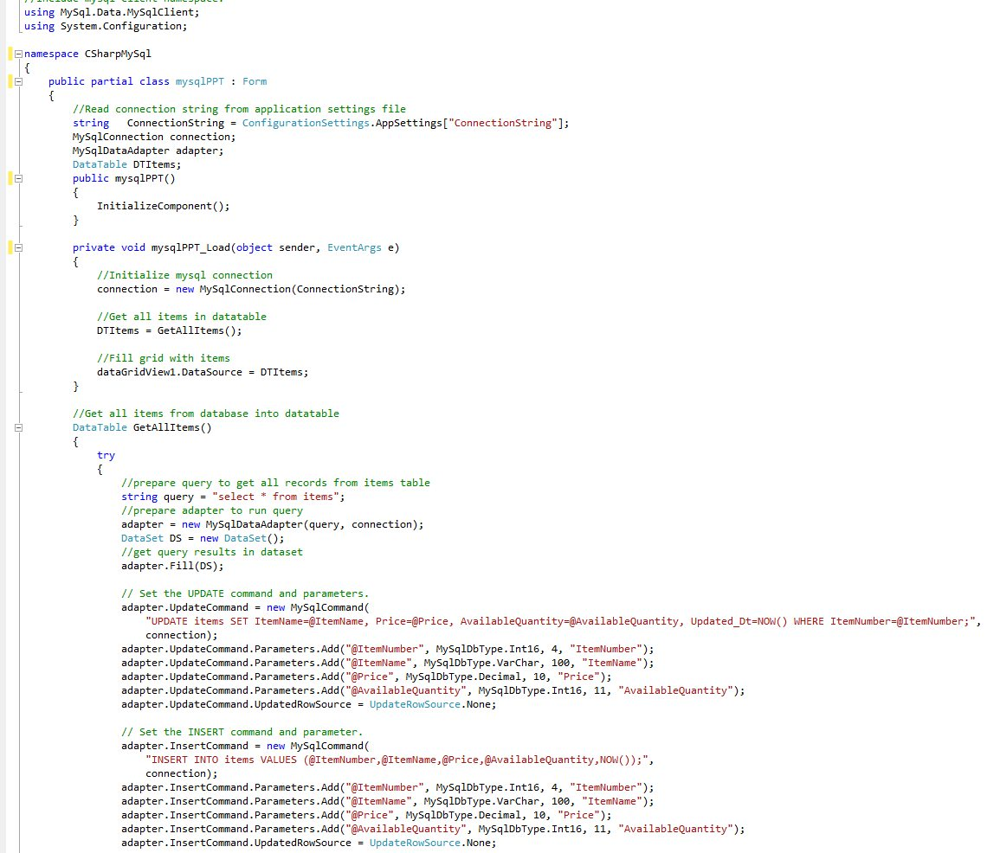 //Include mysql client namespace.
using MySql.Data.MySqlClient;
using System.Configuration;
namespace CSharpMySql
{
public partial class mysqlPPT : Form
{
//Read connection string from application settings file
string   ConnectionString = ConfigurationSettings.AppSettings["ConnectionString"];
MySqlConnection connection;
MySqlDataAdapter adapter;
DataTable DTItems;
public mysqlPPT()
{
InitializeComponent();
}
private void mysqlPPT_Load(object sender, EventArgs e)
{
//Initialize mysql connection
connection = new MySqlConnection(ConnectionString);
//Get all items in datatable
DTItems = GetAllItems();
//Fill grid with items
dataGridView1.DataSource = DTItems;
}
//Get all items from database into datatable
DataTable GetAllItems()
{
try
{
//prepare query to get all records from items table
string query = "select * from items";
//prepare adapter to run query
adapter = new MySqlDataAdapter(query, connection);
DataSet DS = new DataSet();
//get query results in dataset
adapter.Fill(DS);
// Set the UPDATE command and parameters.
adapter.UpdateCommand = new MySqlCommand(
"UPDATE items SET ItemName=@ItemName, Price=@Price, AvailableQuantity=@AvailableQuantity, Updated_Dt=NOW() WHERE ItemNumber=@ItemNumber;",
connection);
adapter.UpdateCommand.Parameters.Add("@ItemNumber", MySqlDbType.Int16, 4, "ItemNumber");
adapter.UpdateCommand.Parameters.Add("@ItemName", MySqlDbType.VarChar, 100, "ItemName");
adapter.UpdateCommand.Parameters.Add("@Price", MySqlDbType.Decimal, 10, "Price");
adapter.UpdateCommand.Parameters.Add("@AvailableQuantity", MySqlDbType.Int16, 11, "AvailableQuantity");
adapter.UpdateCommand.UpdatedRowSource = UpdateRowSource.None;
// Set the INSERT command and parameter.
adapter.InsertCommand = new MySqlCommand(
"INSERT INTO items VALUES (@ItemNumber,@ItemName,@Price,@AvailableQuantity,NOW());",
connection);
adapter.InsertCommand.Parameters.Add("@ItemNumber", MySqlDbType.Int16, 4, "ItemNumber");
adapter.InsertCommand.Parameters.Add("@ItemName", MySqlDbType.VarChar, 100, "ItemName");
adapter.InsertCommand.Parameters.Add("@Price", MySqlDbType.Decimal, 10, "Price");
adapter.InsertCommand.Parameters.Add("@AvailableQuantity", MySqlDbType.Int16, 11, "AvailableQuantity");
adapter.InsertCommand.UpdatedRowSource = UpdateRowSource.None;